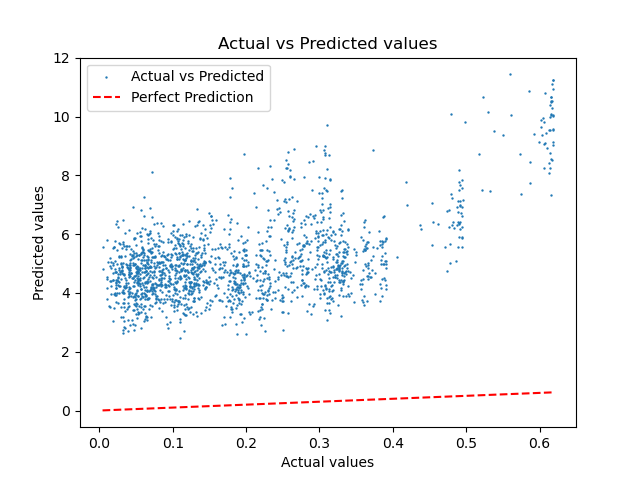 Actual vs Predicted values
12
10
8
6
4
2
0
Predicted values
Actual vs Predicted
Perfect Prediction
0.0 0.1 0.2 0.3 0.4 0.5 0.6
Actual values